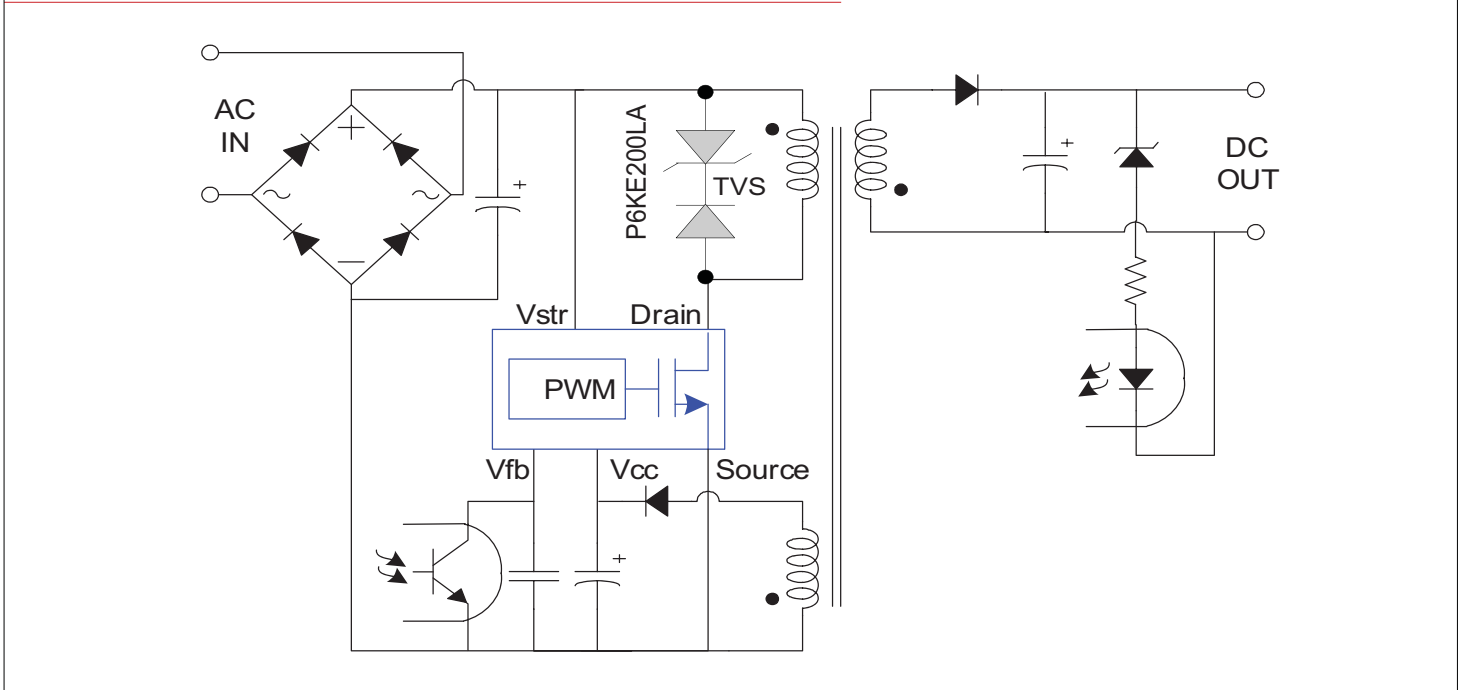 AC
IN
P6KE200LA
TVS
DC
OUT
Vstr
Drain
PWM
Vfb
Vcc
Source